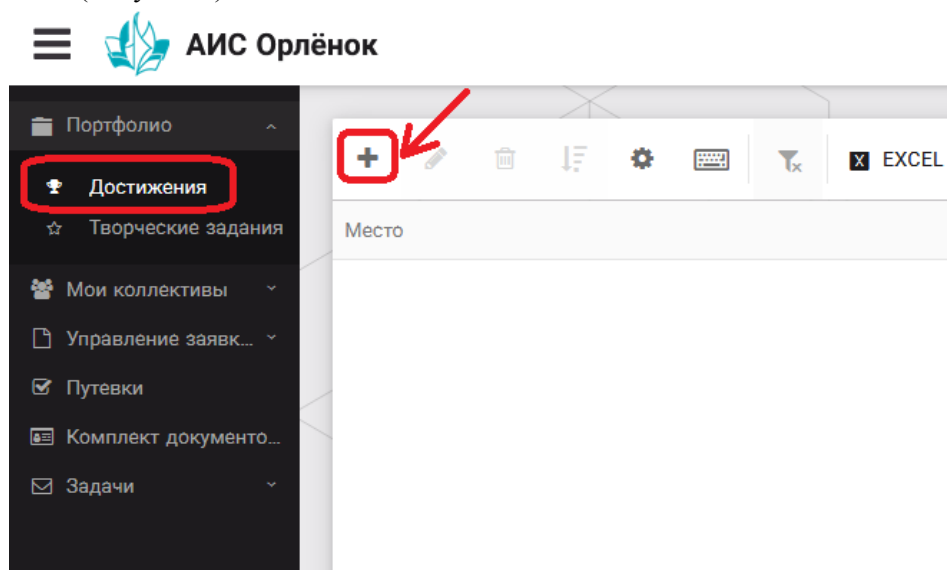 АИС Орлёнок
Портфолио
Достижения
Творческие задания
Мои коллективы
Управление заявк...
Путевки
Комплект документо...
Задачи
X EXCEL
Место